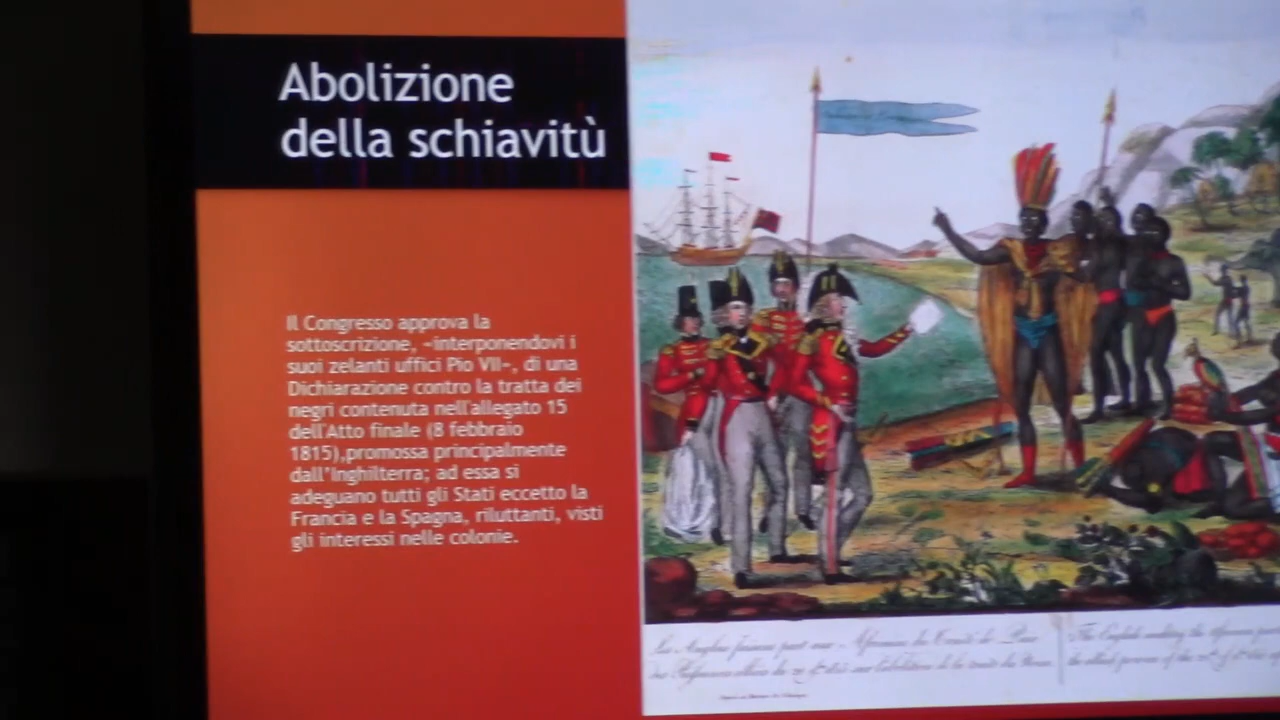 Abolizione
della schiavitù
Il Congresso approva la
sottoscrizione, «interponendovi i
suoi zelanti uffici Pio VII», di una
Dichiarazione contro la tratta dei
negri contenuta nell'allegato 15
dell'Atto finale (8 febbraio
1815),promossa principalmente
dall'Inghilterra; ad essa si
adeguano tutti gli Stati eccetto la
Francia e la Spagna, riluttanti, visti
gli interessi nelle colonie.